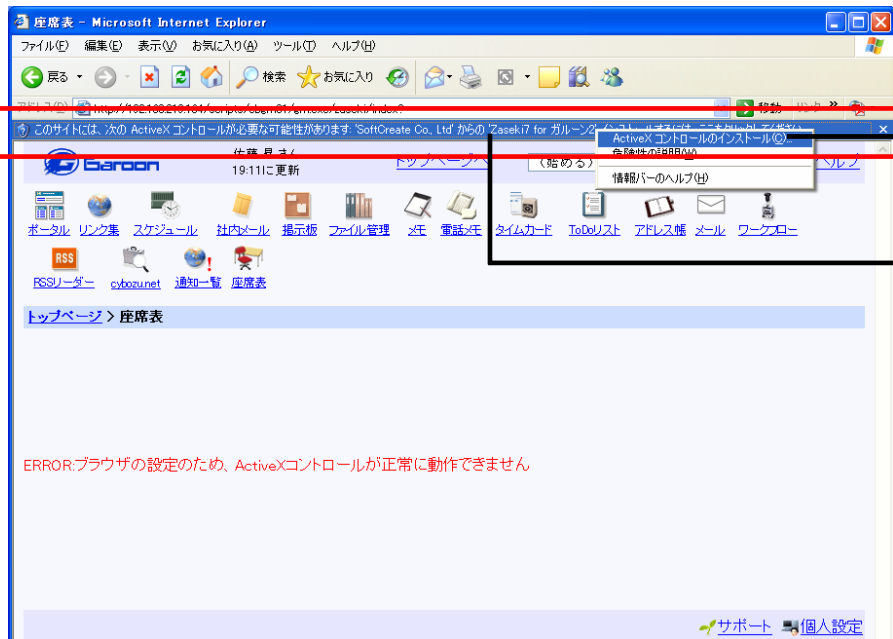 座席表 - Microsoft Internet Explorer
ファイル(F) 編集(E) 表示(V) お気に入り(A) ツール(T) ヘルプ(H)
戻る 検索 お気に入り
移動
このサイトには、次の ActiveX コントロールが必要な可能性があります: 'SoftCreate Co., Ltd' からの 'Zaseki7 for ガルーン2'
ActiveX コントロールのインストール(C)...
情報バーのヘルプ(H)
Garoon
19:11に更新
(始める)
ヘルプ
ポータル リンク集 スケジュール 社内メール 掲示板 ファイル管理 メモ 電話メモ タイムカード ToDoリスト アドレス帳 メール ワークフロー
RSS
RSSリーダー cybozu.net 通知一覧 座席表
トップページ > 座席表
ERROR:ブラウザの設定のため、ActiveXコントロールが正常に動作できません
サポート 個人設定